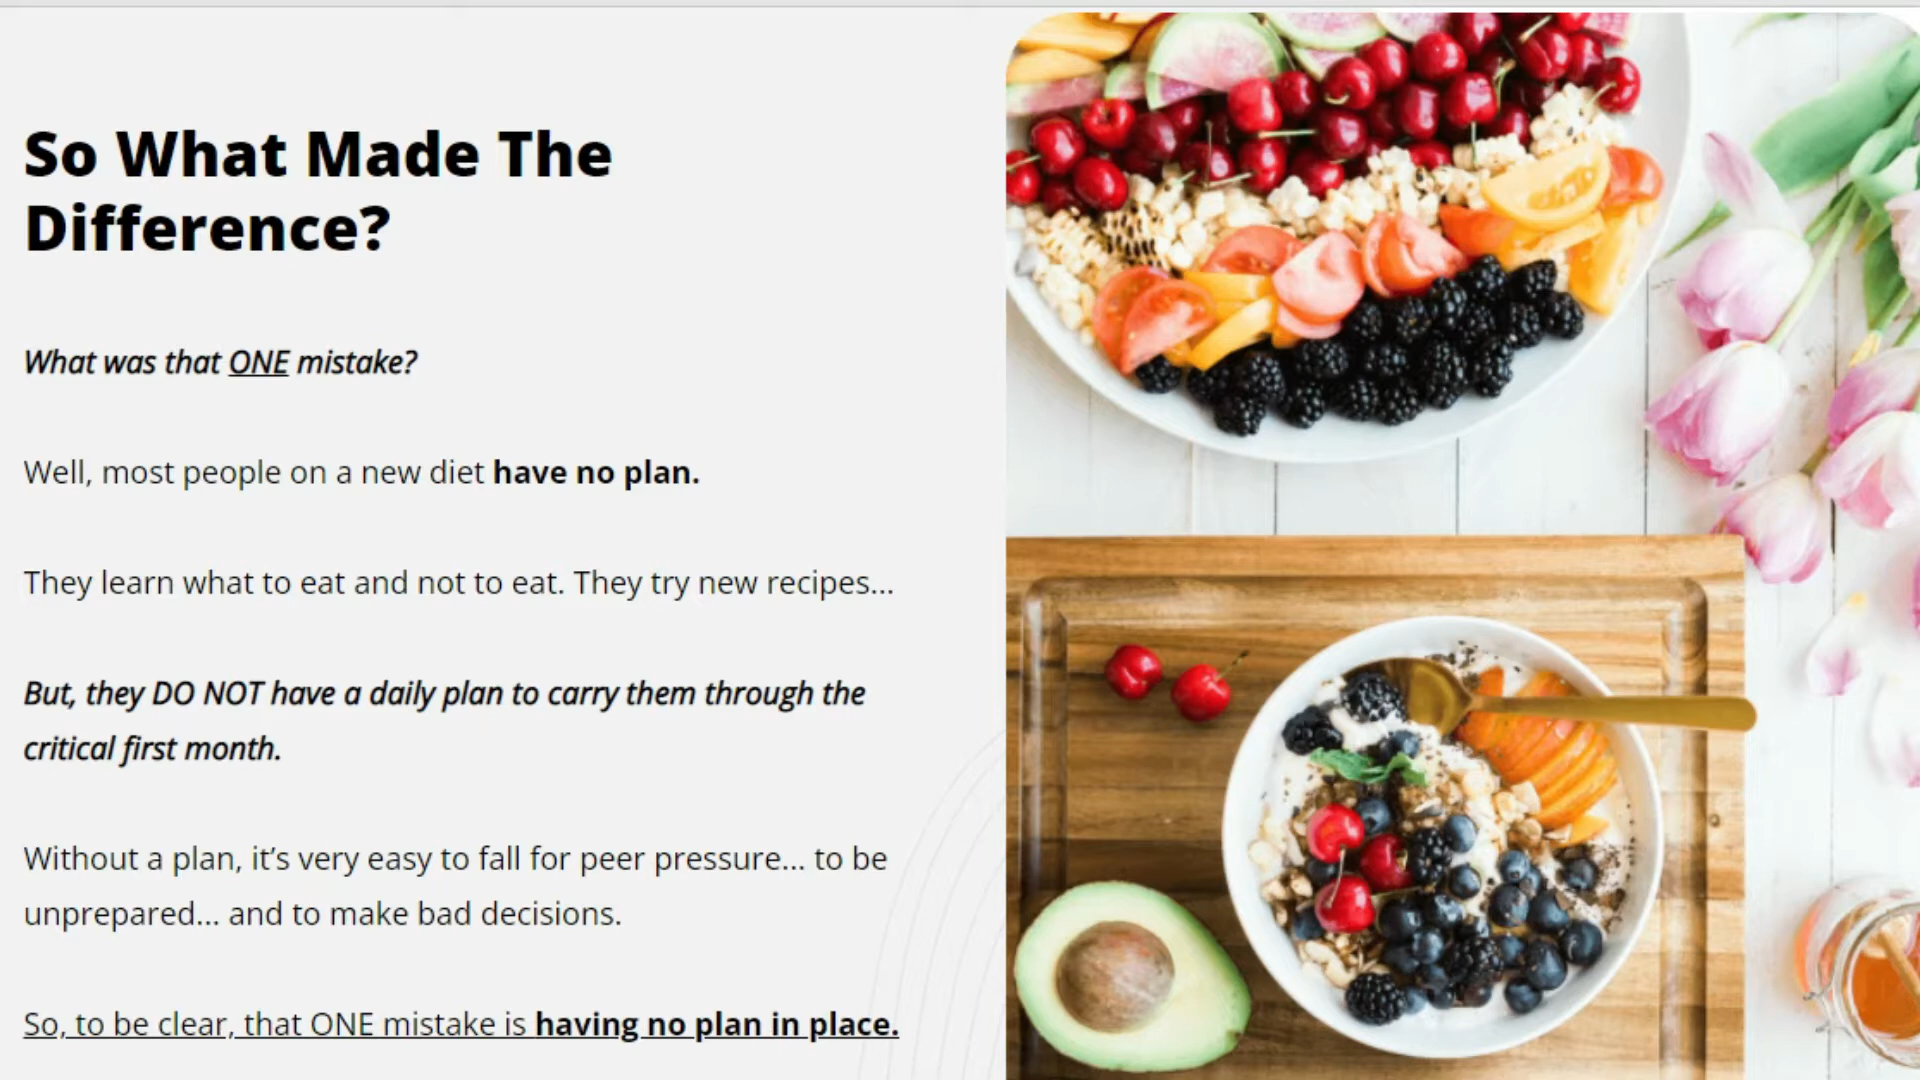 So What Made The
Difference?
What was that ONE mistake?
Well, most people on a new diet have no plan.
They learn what to eat and not to eat. They try new recipes...
But, they DO NOT have a daily plan to carry them through the
critical first month.
Without a plan, it’s very easy to fall for peer pressure... to be
unprepared... and to make bad decisions.
So, to be clear, that ONE mistake is having no plan in place.